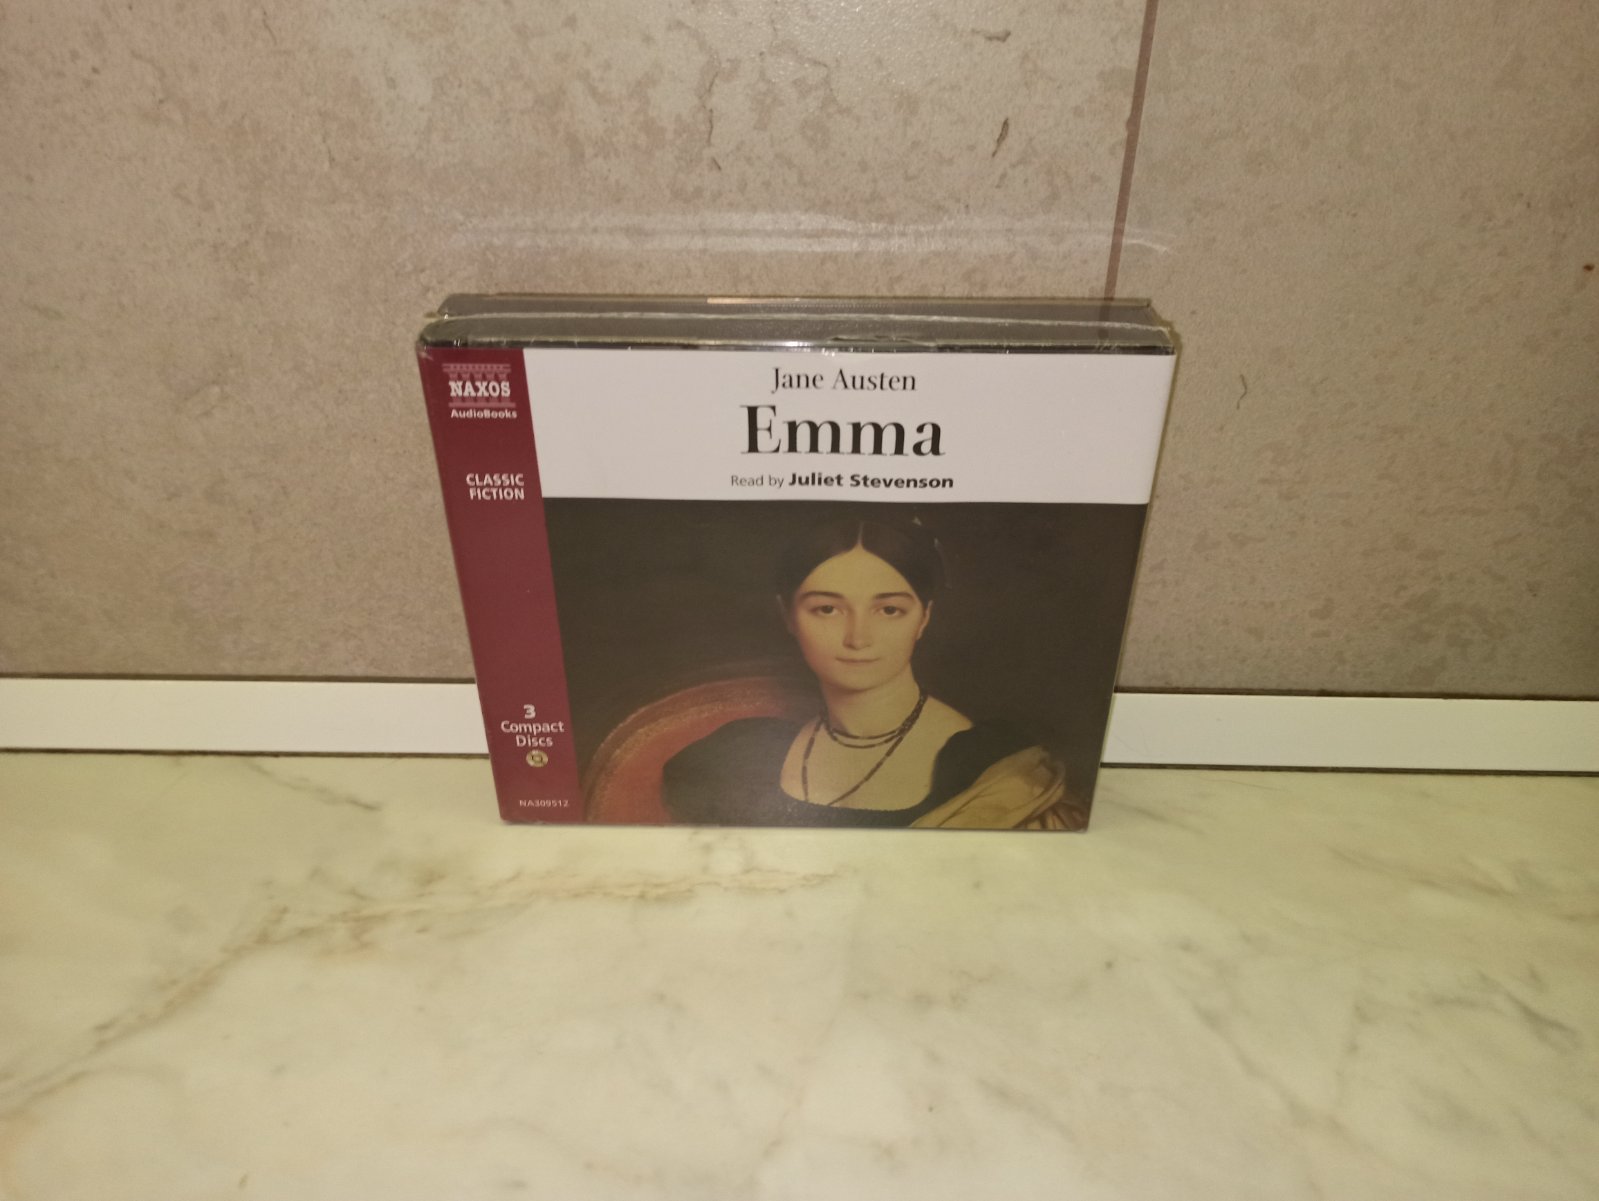 NAXOS
AudioBooks
CLASSIC
FICTION
3
Compact
Discs
NA309512
Jane Austen
Emma
Read by Juliet Stevenson